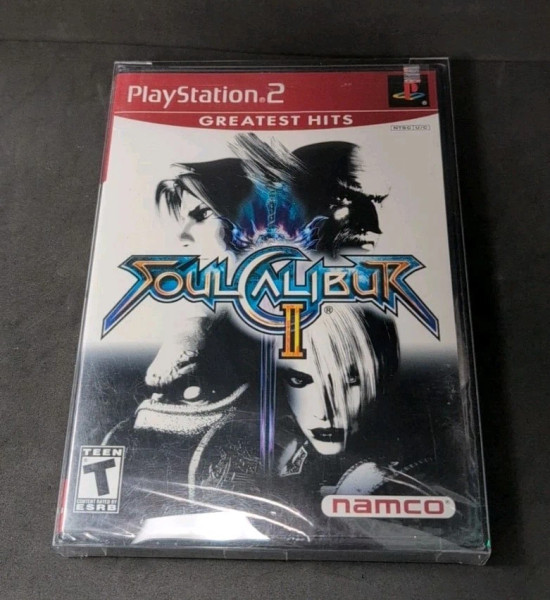 PlayStation®2
GREATEST HITS
NTSC U/C
SOULCALIBUR
II®
TEEN
T
CONTENT RATED BY
ESRB
namco®